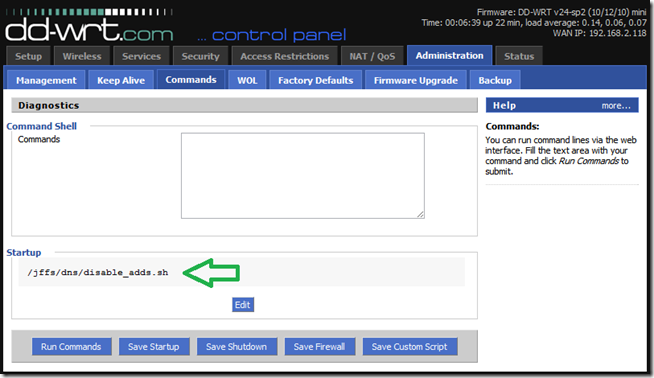 Firmware: DD-WRT v24-sp2 (10/12/10) mini
Time: 00:06:39 up 22 min, load average: 0.14, 0.06, 0.07
WAN IP: 192.168.2.118
dd-wrt.com ... control panel
Setup Wireless Services Security Access Restrictions NAT / QoS Administration Status
Management Keep Alive Commands WOL Factory Defaults Firmware Upgrade Backup
Diagnostics
Command Shell
Commands
Startup
/jffs/dns/disable_adds.sh
Edit
Run Commands Save Startup Save Shutdown Save Firewall Save Custom Script
Help more...
Commands:
You can run command lines via the web
interface. Fill the text area with your
command and click Run Commands to
submit.